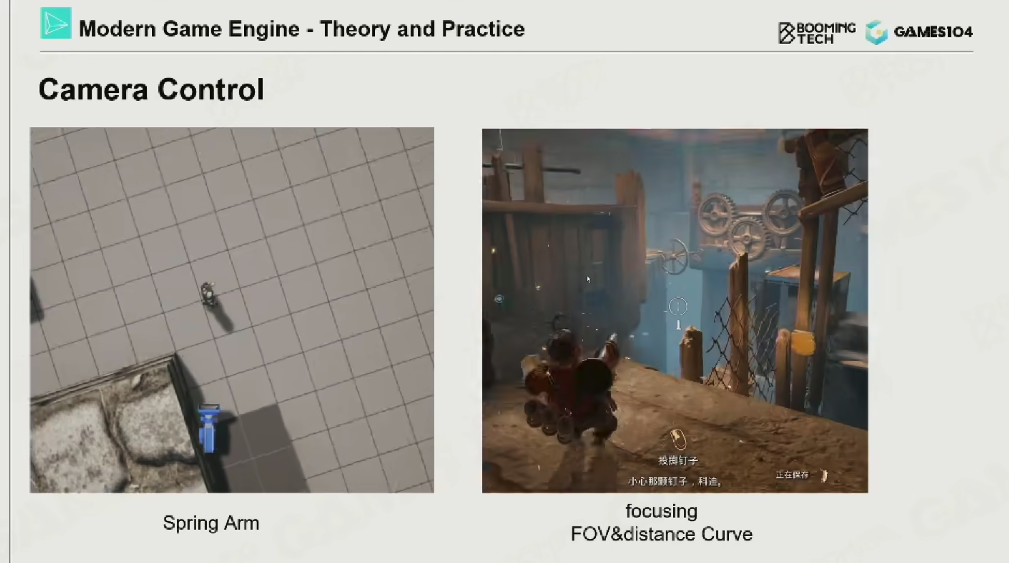 Modern Game Engine - Theory and Practice
BOOMING TECH
GAMES104
Camera Control
1
投掷钉子
小心那颗钉子，科迪。
正在保存
Spring Arm
focusing
FOV&distance Curve